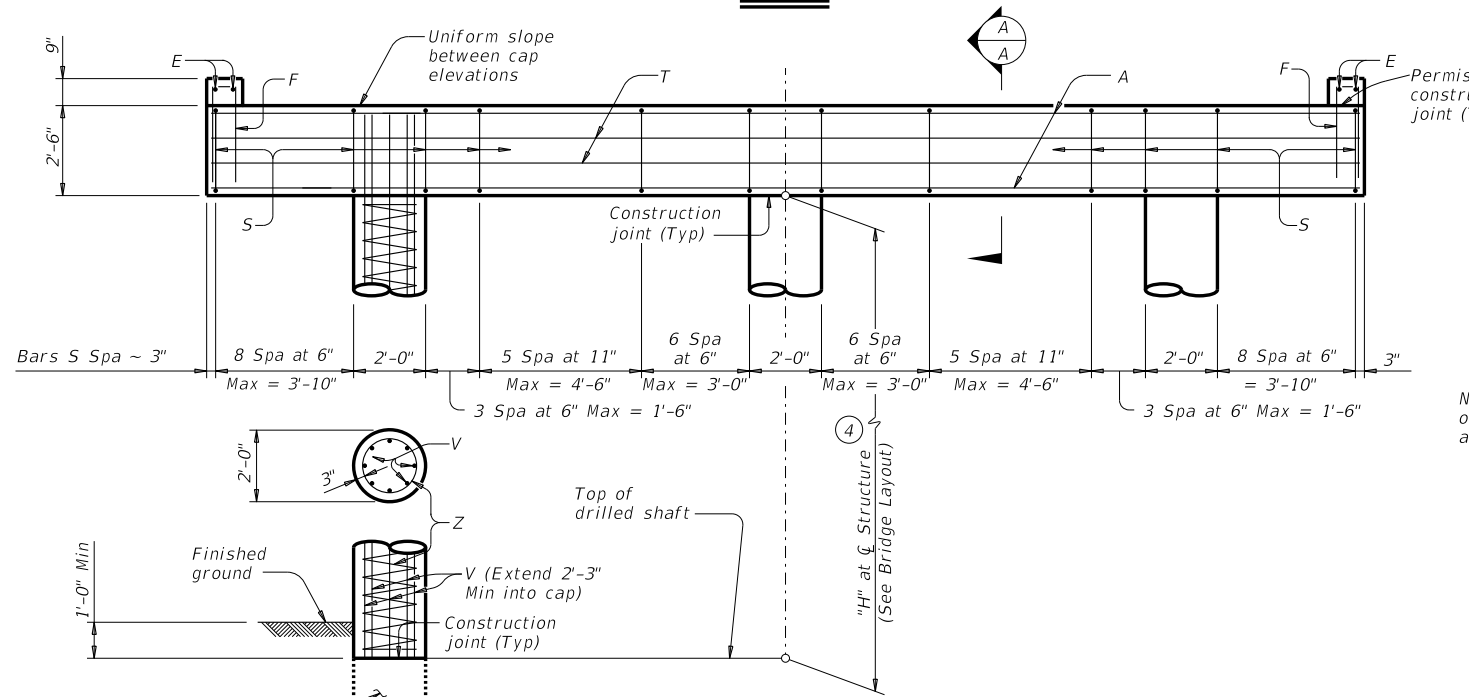 A
A
9"
E
F
Uniform slope
between cap
elevations
T
A
F
E
Permis
constru
joint (
2'-6"
S
Construction
joint (Typ)
S
Bars S Spa ~ 3"
8 Spa at 6"
Max = 3'-10"
2'-0"
5 Spa at 11"
Max = 4'-6"
6 Spa
at 6"
Max = 3'-0"
2'-0"
6 Spa
at 6"
Max = 3'-0"
5 Spa at 11"
Max = 4'-6"
2'-0"
8 Spa at 6"
= 3'-10"
3"
3 Spa at 6" Max = 1'-6"
3 Spa at 6" Max = 1'-6"
N
o
a
4
2'-0"
3"
V
Z
Top of
drilled shaft
"H" at ℄ Structure
(See Bridge Layout)
Finished
ground
1'-0" Min
V (Extend 2'-3"
Min into cap)
Construction
joint (Typ)